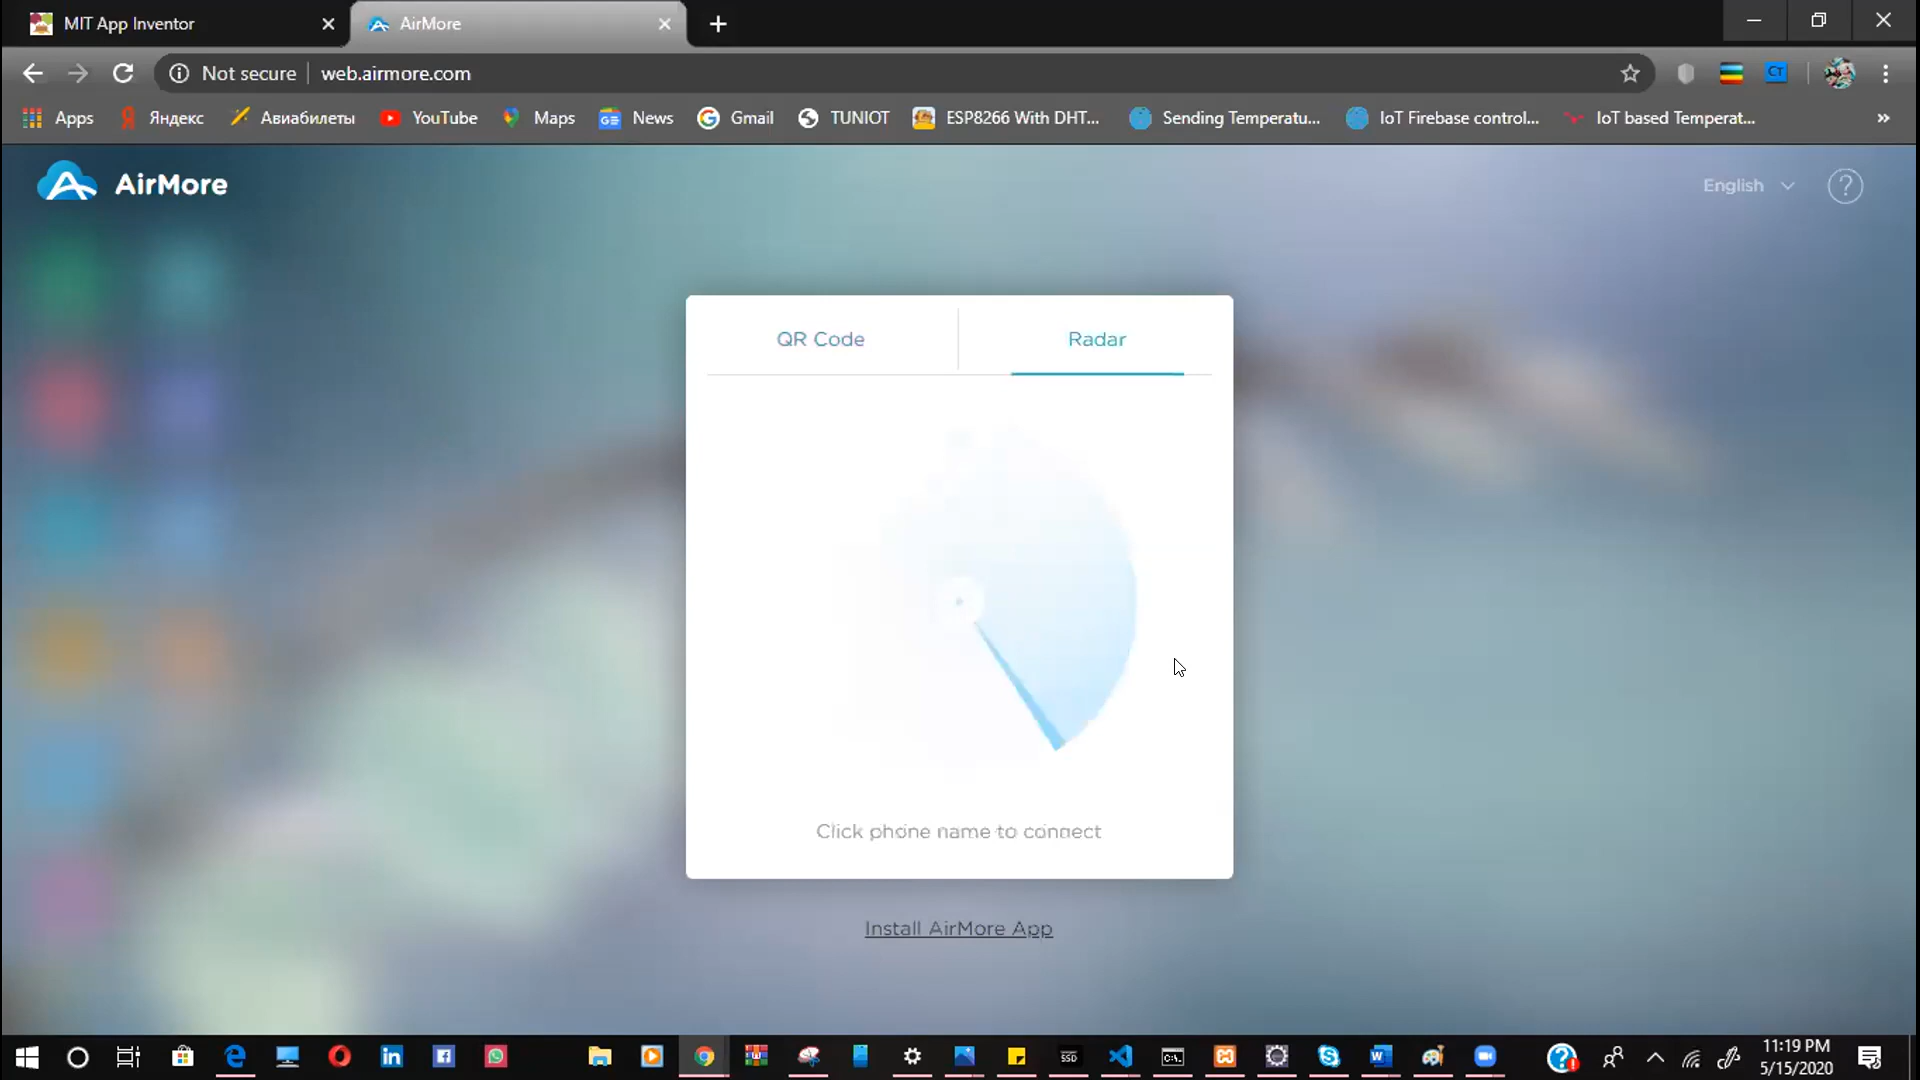 MIT App Inventor
AirMore
Not secure
web.airmore.com
CT
Apps
Яндекс
Авиабилеты
YouTube
Maps
News
Gmail
TUNIOT
ESP8266 With DHT...
Sending Temperatu...
IoT Firebase control...
IoT based Temperat...
AirMore
English
QR Code
Radar
Click phone name to connect
Install AirMore App
11:19 PM
5/15/2020